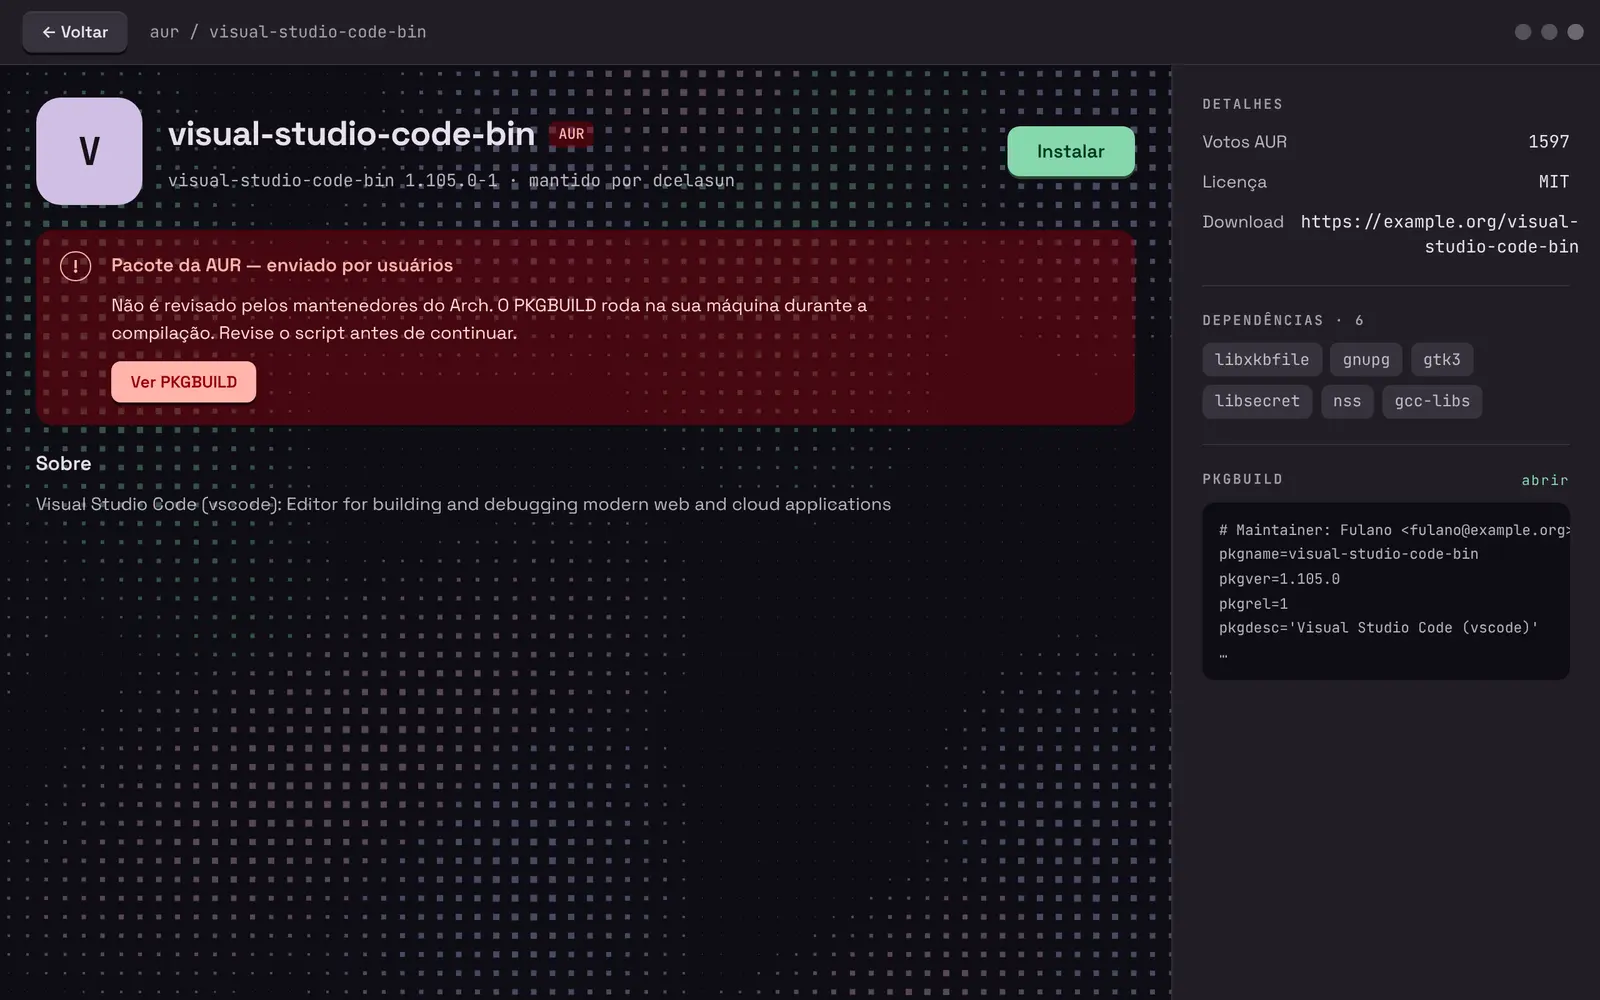 ← Voltar
aur / visual-studio-code-bin
V
visual-studio-code-bin AUR
visual-studio-code-bin 1.105.0-1 · mantido por dcelasun
Instalar
! Pacote da AUR — enviado por usuários
Não é revisado pelos mantenedores do Arch. O PKGBUILD roda na sua máquina durante a
compilação. Revise o script antes de continuar.
Ver PKGBUILD
Sobre
Visual Studio Code (vscode): Editor for building and debugging modern web and cloud applications
DETALHES
Votos AUR 1597
Licença MIT
Download https://example.org/visual-
studio-code-bin
DEPENDÊNCIAS · 6
libxkbfile gnupg gtk3
libsecret nss gcc-libs
PKGBUILD abrir
# Maintainer: Fulano <fulano@example.org>
pkgname=visual-studio-code-bin
pkgver=1.105.0
pkgrel=1
pkgdesc='Visual Studio Code (vscode)'
…